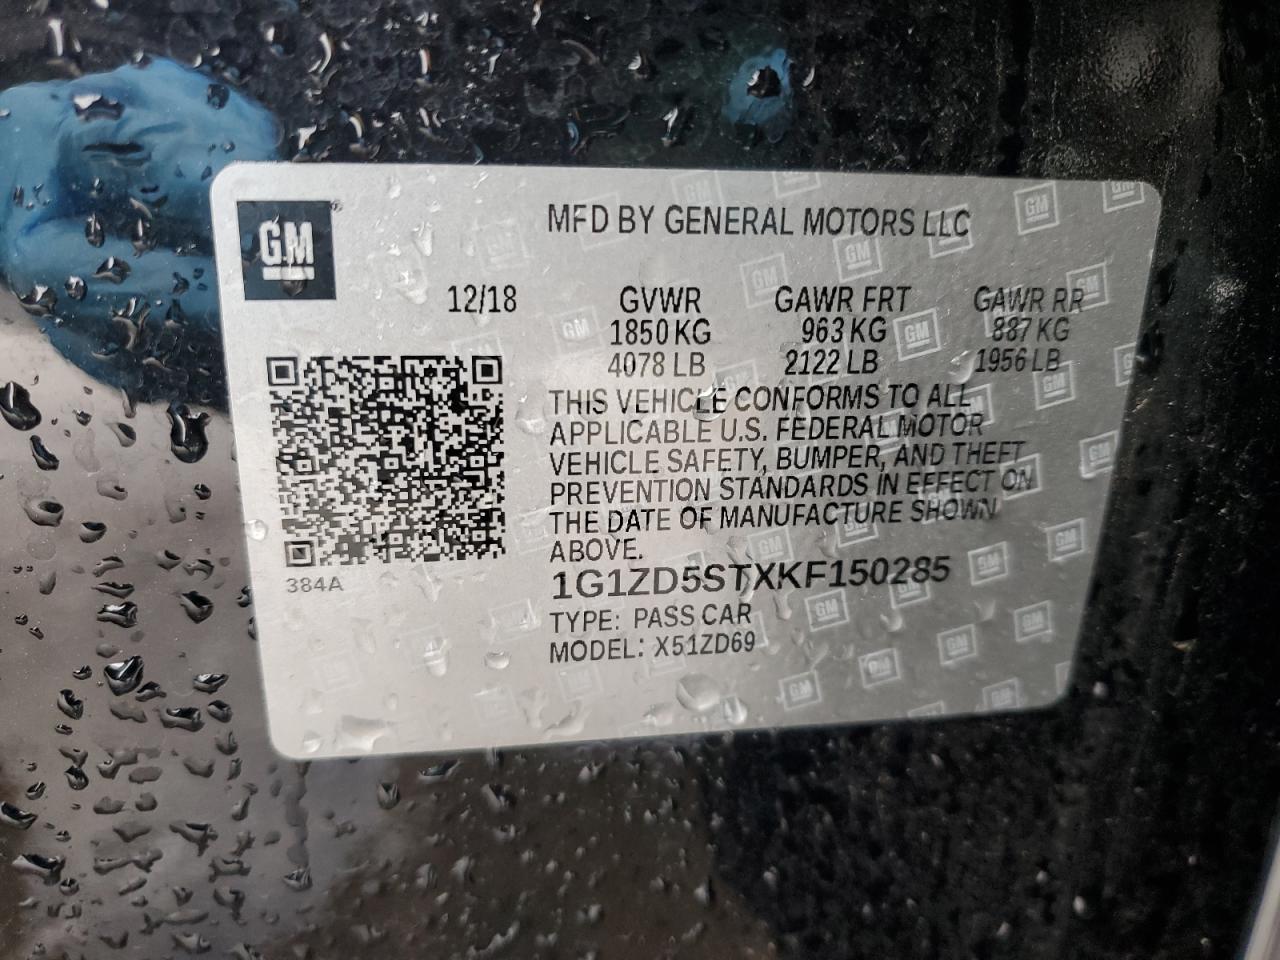 GM
MFD BY GENERAL MOTORS LLC
12/18 GVWR GAWR FRT GAWR RR
1850 KG 963 KG 887 KG
4078 LB 2122 LB 1956 LB
THIS VEHICLE CONFORMS TO ALL
APPLICABLE U.S. FEDERAL MOTOR
VEHICLE SAFETY, BUMPER, AND THEFT
PREVENTION STANDARDS IN EFFECT ON
THE DATE OF MANUFACTURE SHOWN
ABOVE.
384A
1G1ZD5STXKF150285
TYPE: PASS CAR
MODEL: X51ZD69